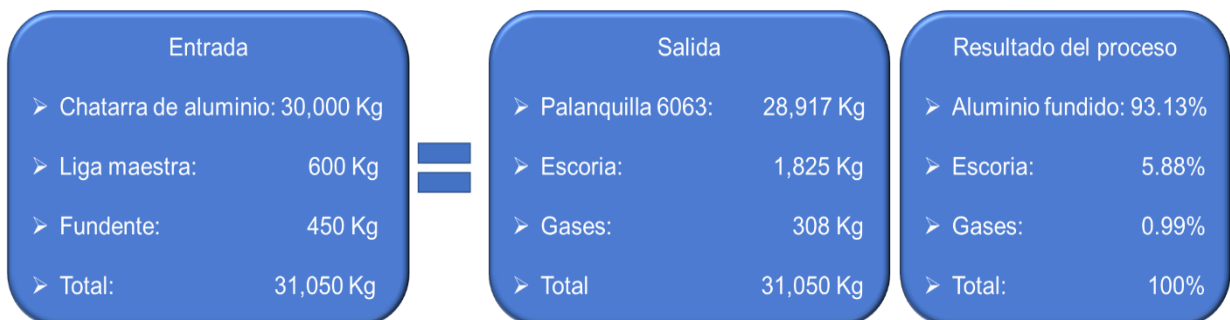 Entrada
➢ Chatarra de aluminio: 30,000 Kg
➢ Liga maestra: 600 Kg
➢ Fundente: 450 Kg
➢ Total: 31,050 Kg
Salida
➢ Palanquilla 6063: 28,917 Kg
➢ Escoria: 1,825 Kg
➢ Gases: 308 Kg
➢ Total 31,050 Kg
Resultado del proceso
➢ Aluminio fundido: 93.13%
➢ Escoria: 5.88%
➢ Gases: 0.99%
➢ Total: 100%